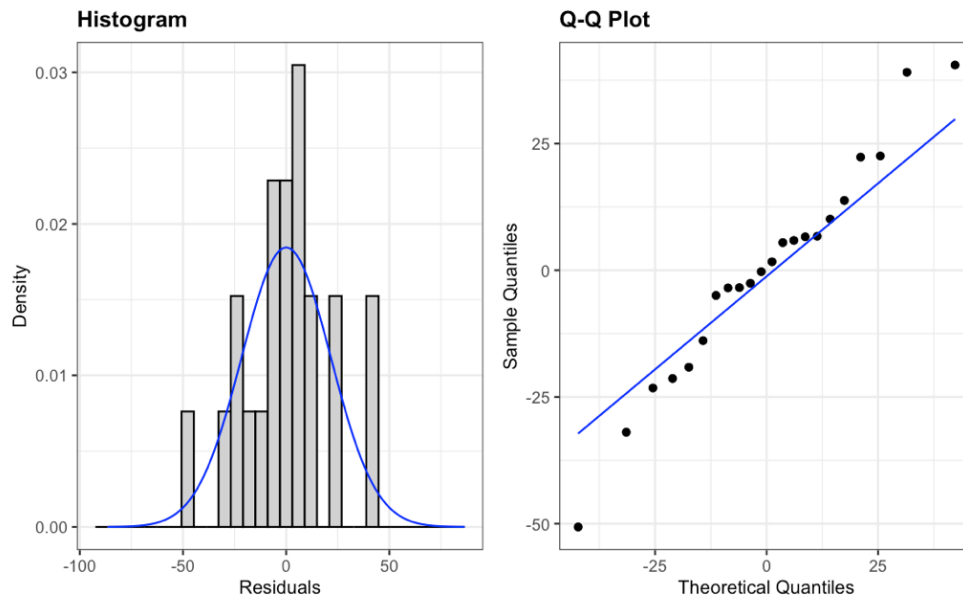 Histogram
0.03
0.02
0.01
0.00
Density
-100
-50
0
50
Residuals
Q-Q Plot
25
0
-25
-50
Sample Quantiles
-25
0
25
Theoretical Quantiles